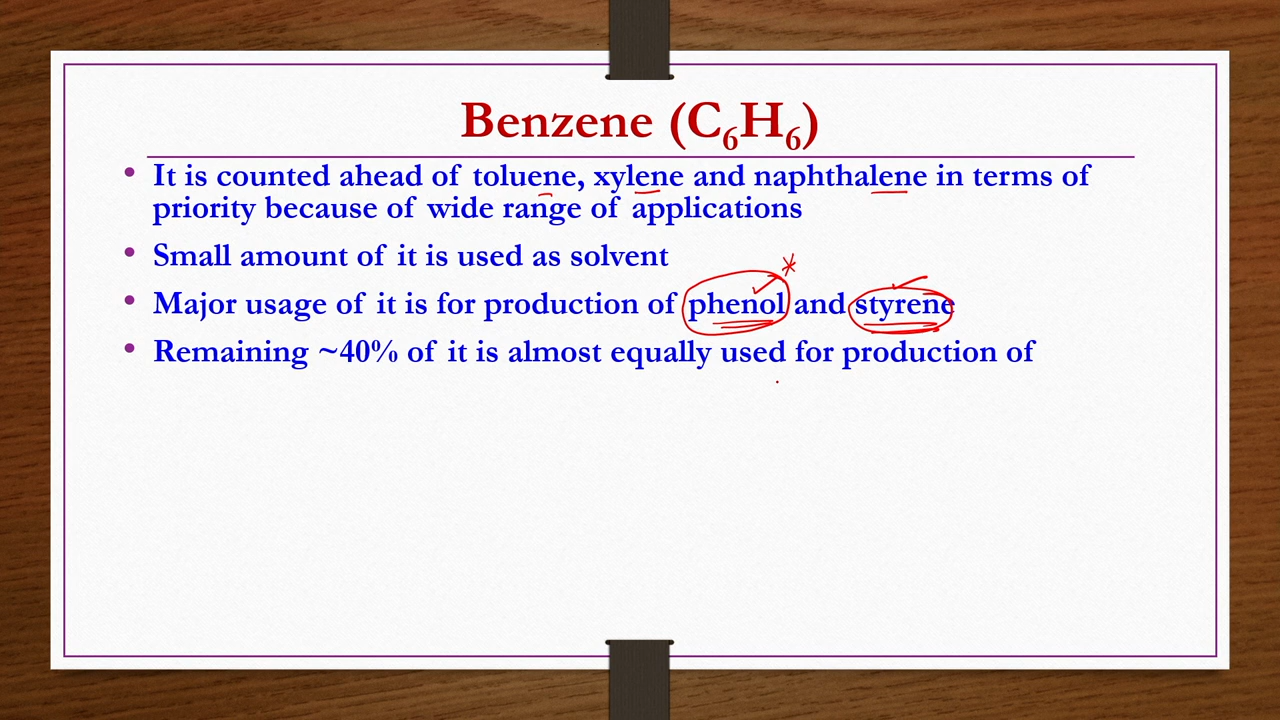 Benzene (C₆H₆)
• It is counted ahead of toluene, xylene and naphthalene in terms of
priority because of wide range of applications
• Small amount of it is used as solvent
• Major usage of it is for production of phenol and styrene
• Remaining ~40% of it is almost equally used for production of